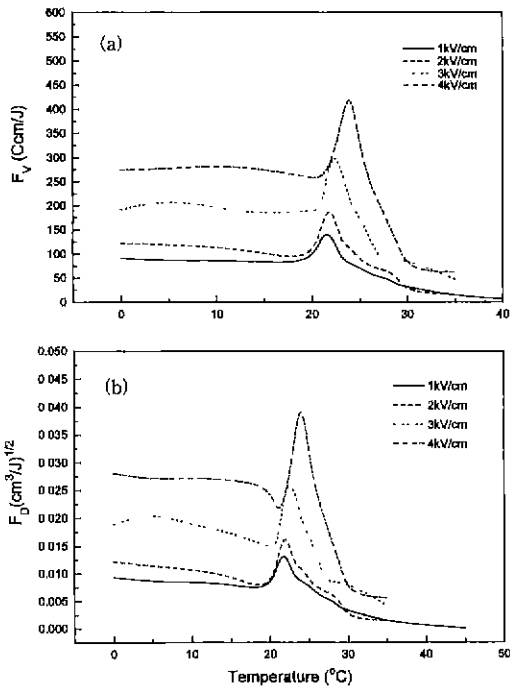 (a)
1kV/cm
2kV/cm
3kV/cm
4kV/cm
600
550
500
450
400
350
300
250
200
150
100
50
0
F_V (Ccm/J)
0 10 20 30 40
(b)
1kV/cm
2kV/cm
3kV/cm
4kV/cm
0.050
0.045
0.040
0.035
0.030
0.025
0.020
0.015
0.010
0.005
0.000
F_D(cm³/J)^1/2
0 10 20 30 40 50
Temperature (°C)